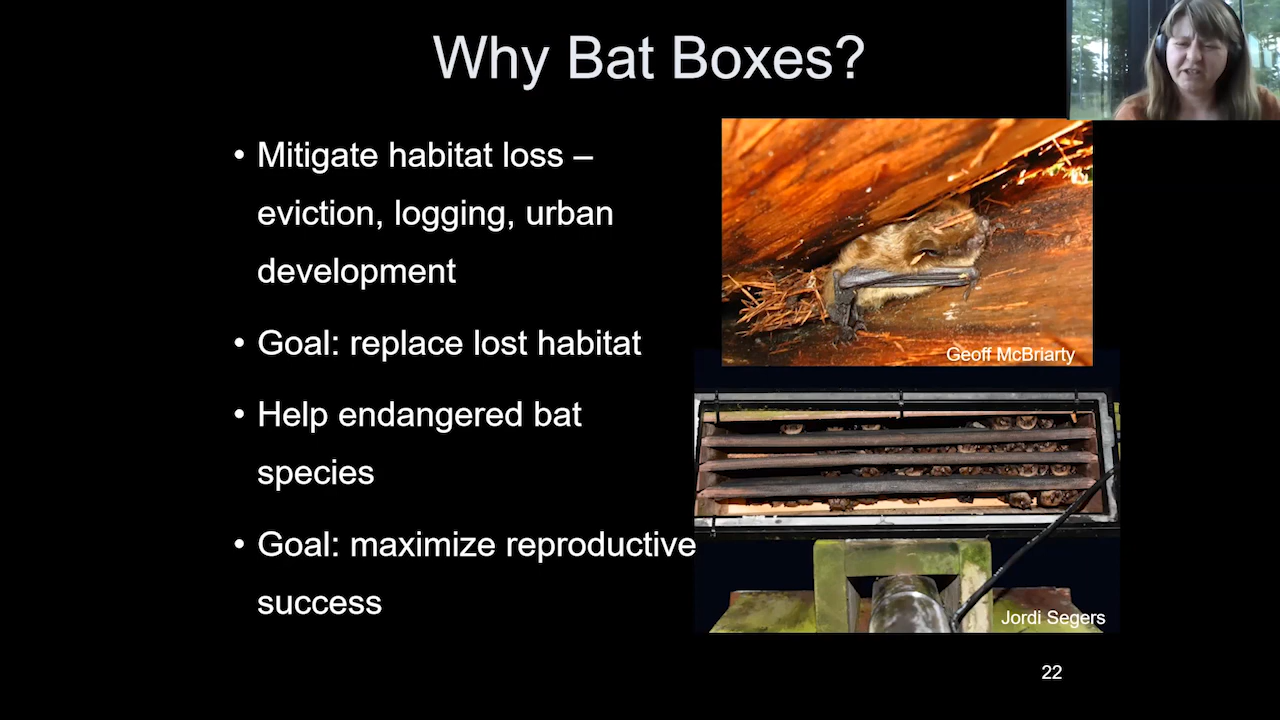 Why Bat Boxes?
• Mitigate habitat loss –
eviction, logging, urban
development
• Goal: replace lost habitat
• Help endangered bat
species
• Goal: maximize reproductive
success
Geoff McBriarty
Jordi Segers
22